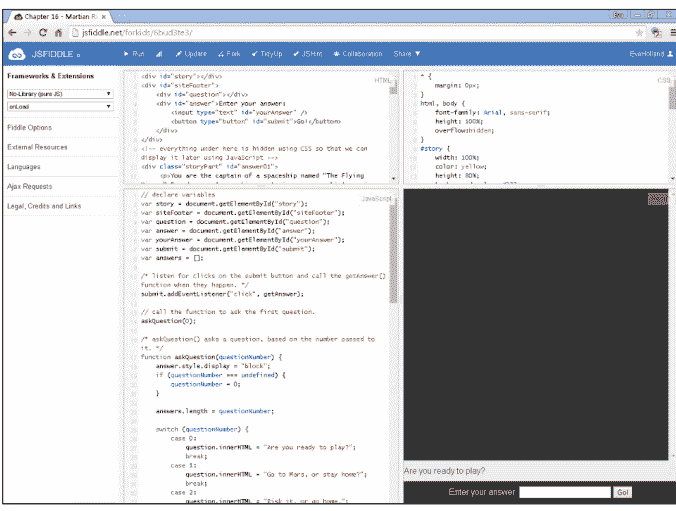 Chapter 16 - Martian R
jsfiddle.net/forkids/6bud3te3/
JSFIDDLE
Run
Update
Fork
TidyUp
JSHint
Collaboration
Share
EvaHolland
Frameworks & Extensions
No-Library (pure JS)
onLoad
Fiddle Options
External Resources
Languages
Ajax Requests
Legal, Credits and Links
HTML
<div id="story"></div>
<div id="siteFooter">
<div id="question"></div>
<div id="answer">Enter your answer:
<input type="text" id="yourAnswer" />
<button type="button" id="submit">Go!</button>
</div>
</div>
<!-- everything under here is hidden using CSS so that we can
display it later using JavaScript -->
<div class="storyPart" id="answer01">
<p>You are the captain of a spaceship named "The Flying
CSS
* {
margin: 0px;
}
html, body {
font-family: Arial, sans-serif;
height: 100%;
overflow:hidden;
}
#story {
width: 100%;
color: yellow;
height: 80%;
JavaScript
// declare variables
var story = document.getElementById("story");
var siteFooter = document.getElementById("siteFooter");
var question = document.getElementById("question");
var answer = document.getElementById("answer");
var yourAnswer = document.getElementById("yourAnswer");
var submit = document.getElementById("submit");
var answers = [];
/* listen for clicks on the submit button and call the getAnswer()
function when they happen. */
submit.addEventListener("click", getAnswer);
// call the function to ask the first question.
askQuestion(0);
/* askQuestion() asks a question, based on the number passed to
it. */
function askQuestion(questionNumber) {
answer.style.display = "block";
if (questionNumber === undefined) {
questionNumber = 0;
}
answers.length = questionNumber;
switch (questionNumber) {
case 0:
question.innerHTML = "Are you ready to play?";
break;
case 1:
question.innerHTML = "Go to Mars, or stay home?";
break;
case 2:
question.innerHTML = "Risk it, or go home.";
Are you ready to play?
Enter your answer
Go!